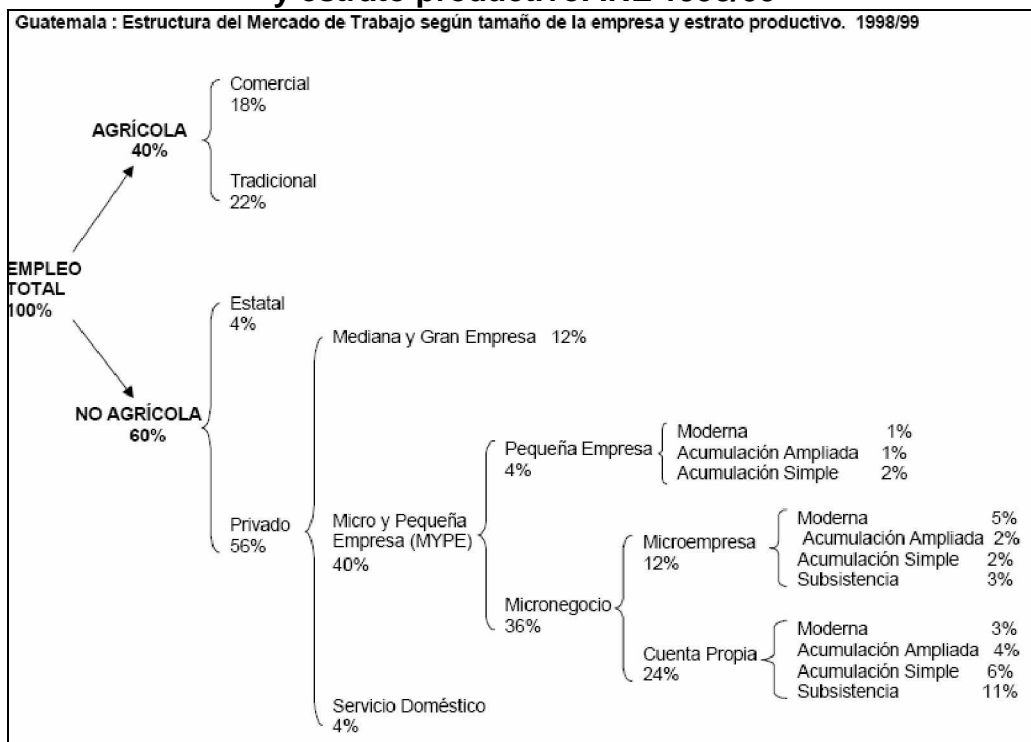 Guatemala : Estructura del Mercado de Trabajo según tamaño de la empresa y estrato productivo. 1998/99
EMPLEO
TOTAL
100%
AGRÍCOLA
40%
Comercial
18%
Tradicional
22%
NO AGRÍCOLA
60%
Estatal
4%
Privado
56%
Mediana y Gran Empresa 12%
Micro y Pequeña
Empresa (MYPE)
40%
Pequeña Empresa
4%
Moderna 1%
Acumulación Ampliada 1%
Acumulación Simple 2%
Micronegocio
36%
Microempresa
12%
Moderna 5%
Acumulación Ampliada 2%
Acumulación Simple 2%
Subsistencia 3%
Cuenta Propia
24%
Moderna 3%
Acumulación Ampliada 4%
Acumulación Simple 6%
Subsistencia 11%
Servicio Doméstico
4%